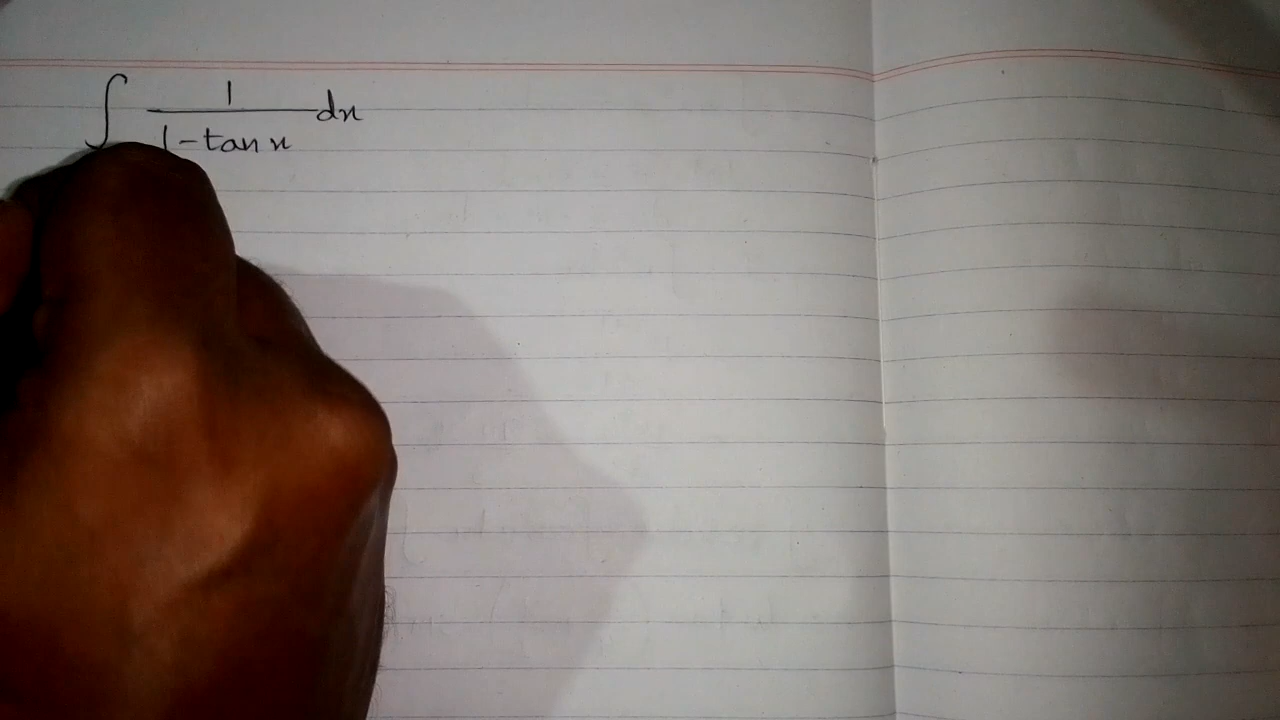 ∫ 1/(1-tan x) dx